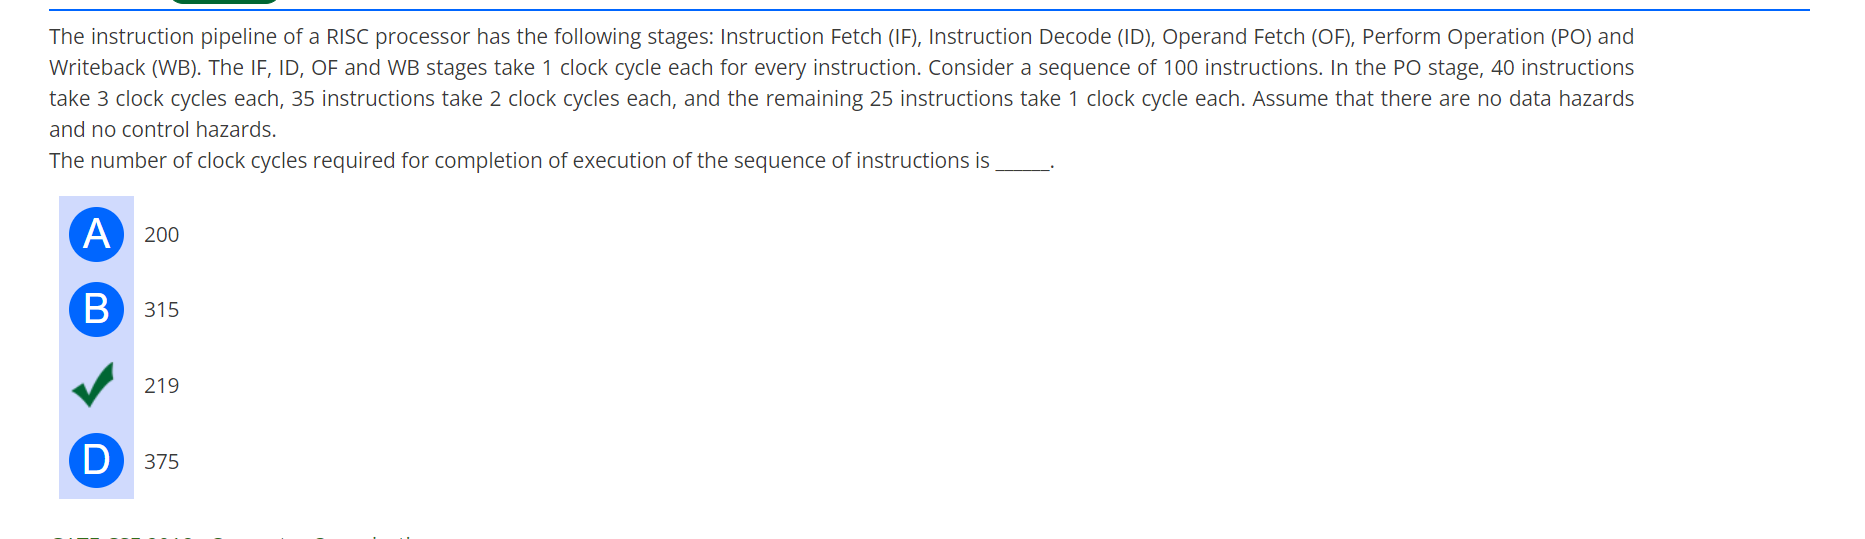 The instruction pipeline of a RISC processor has the following stages: Instruction Fetch (IF), Instruction Decode (ID), Operand Fetch (OF), Perform Operation (PO) and
Writeback (WB). The IF, ID, OF and WB stages take 1 clock cycle each for every instruction. Consider a sequence of 100 instructions. In the PO stage, 40 instructions
take 3 clock cycles each, 35 instructions take 2 clock cycles each, and the remaining 25 instructions take 1 clock cycle each. Assume that there are no data hazards
and no control hazards.
The number of clock cycles required for completion of execution of the sequence of instructions is ______.
A 200
B 315
219
D 375